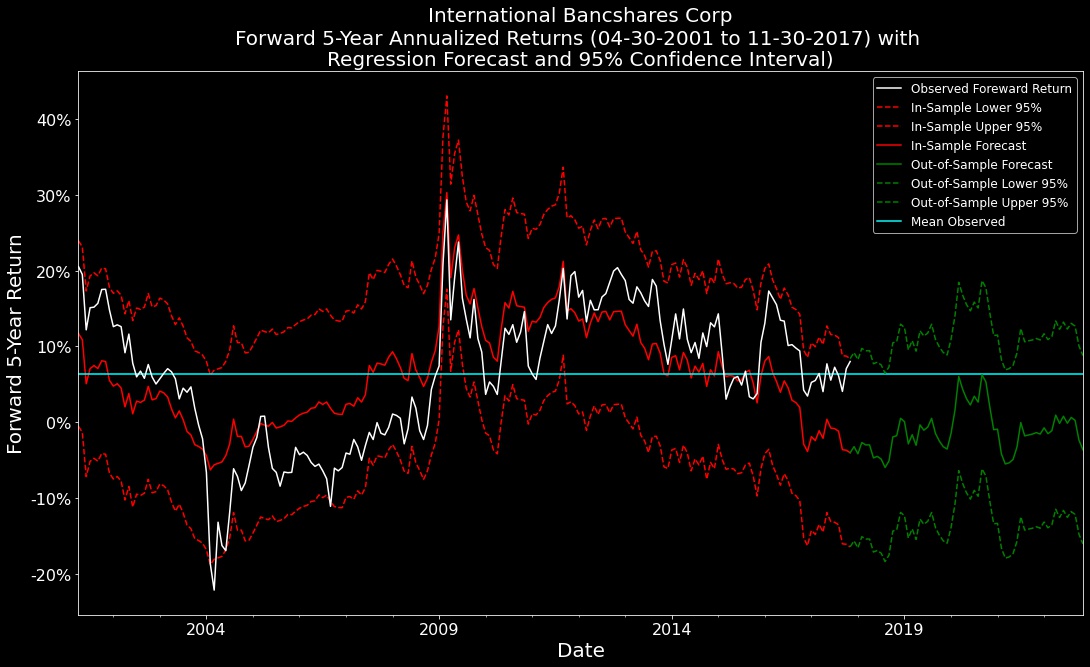 International Bancshares Corp
Forward 5-Year Annualized Returns (04-30-2001 to 11-30-2017) with
Regression Forecast and 95% Confidence Interval)
Forward 5-Year Return
40%
30%
20%
10%
0%
-10%
-20%
Observed Foreward Return
In-Sample Lower 95%
In-Sample Upper 95%
In-Sample Forecast
Out-of-Sample Forecast
Out-of-Sample Lower 95%
Out-of-Sample Upper 95%
Mean Observed
2004
2009
2014
2019
Date